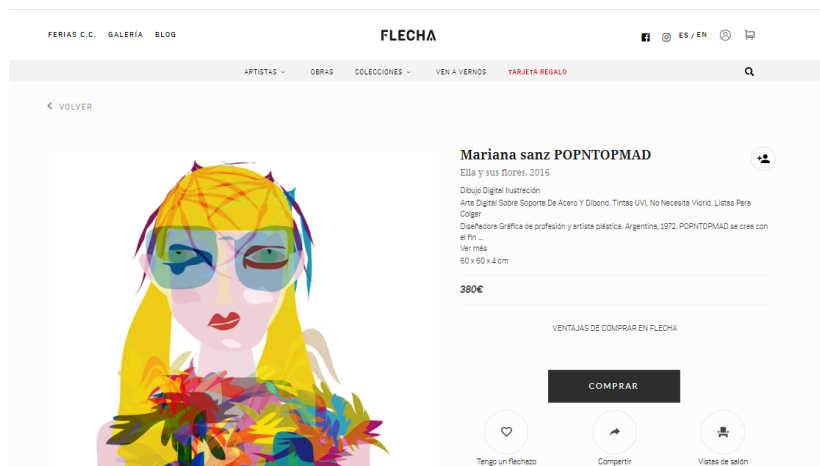 FERIAS C.C. GALERÍA BLOG
FLECHA
ES / EN
ARTISTAS OBRAS COLECCIONES VEN A VERNOS TARJETA REGALO
VOLVER
Mariana sanz POPNTOPMAD
Ella y sus flores, 2016
Dibujo Digital Ilustración
Arte Digital Sobre Soporte De Acero Y Dibond. Tintas UVI. No Necesita Vidrio. Listas Para
Colgar
Diseñadora Gráfica de profesión y artista plástica. Argentina, 1972. POPNTOPMAD se crea con
el fin ...
Ver más
60 x 60 x 4 cm
380€
VENTAJAS DE COMPRAR EN FLECHA
COMPRAR
Tengo un flechazo Compartir Vistas de salón